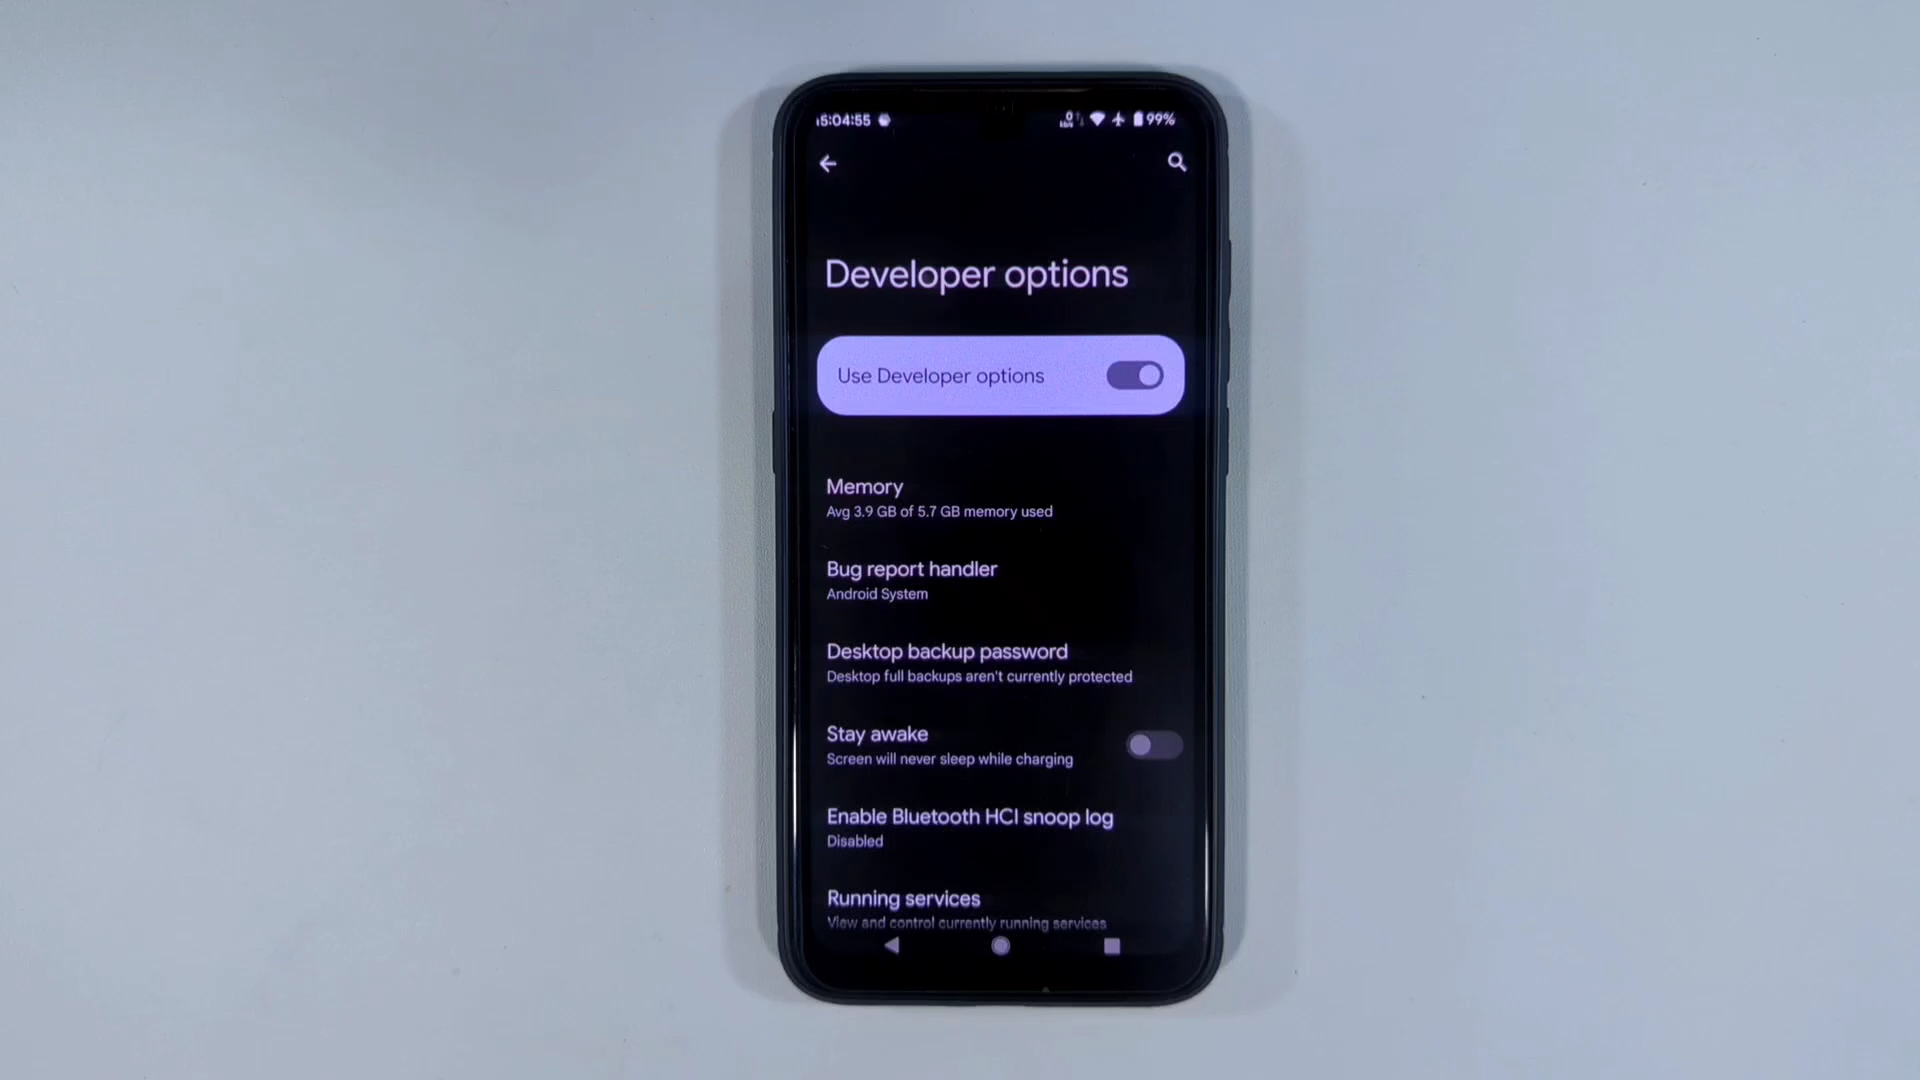 15:04:55 99%
Developer options
Use Developer options
Memory
Avg 3.9 GB of 5.7 GB memory used
Bug report handler
Android System
Desktop backup password
Desktop full backups aren't currently protected
Stay awake
Screen will never sleep while charging
Enable Bluetooth HCI snoop log
Disabled
Running services
View and control currently running services